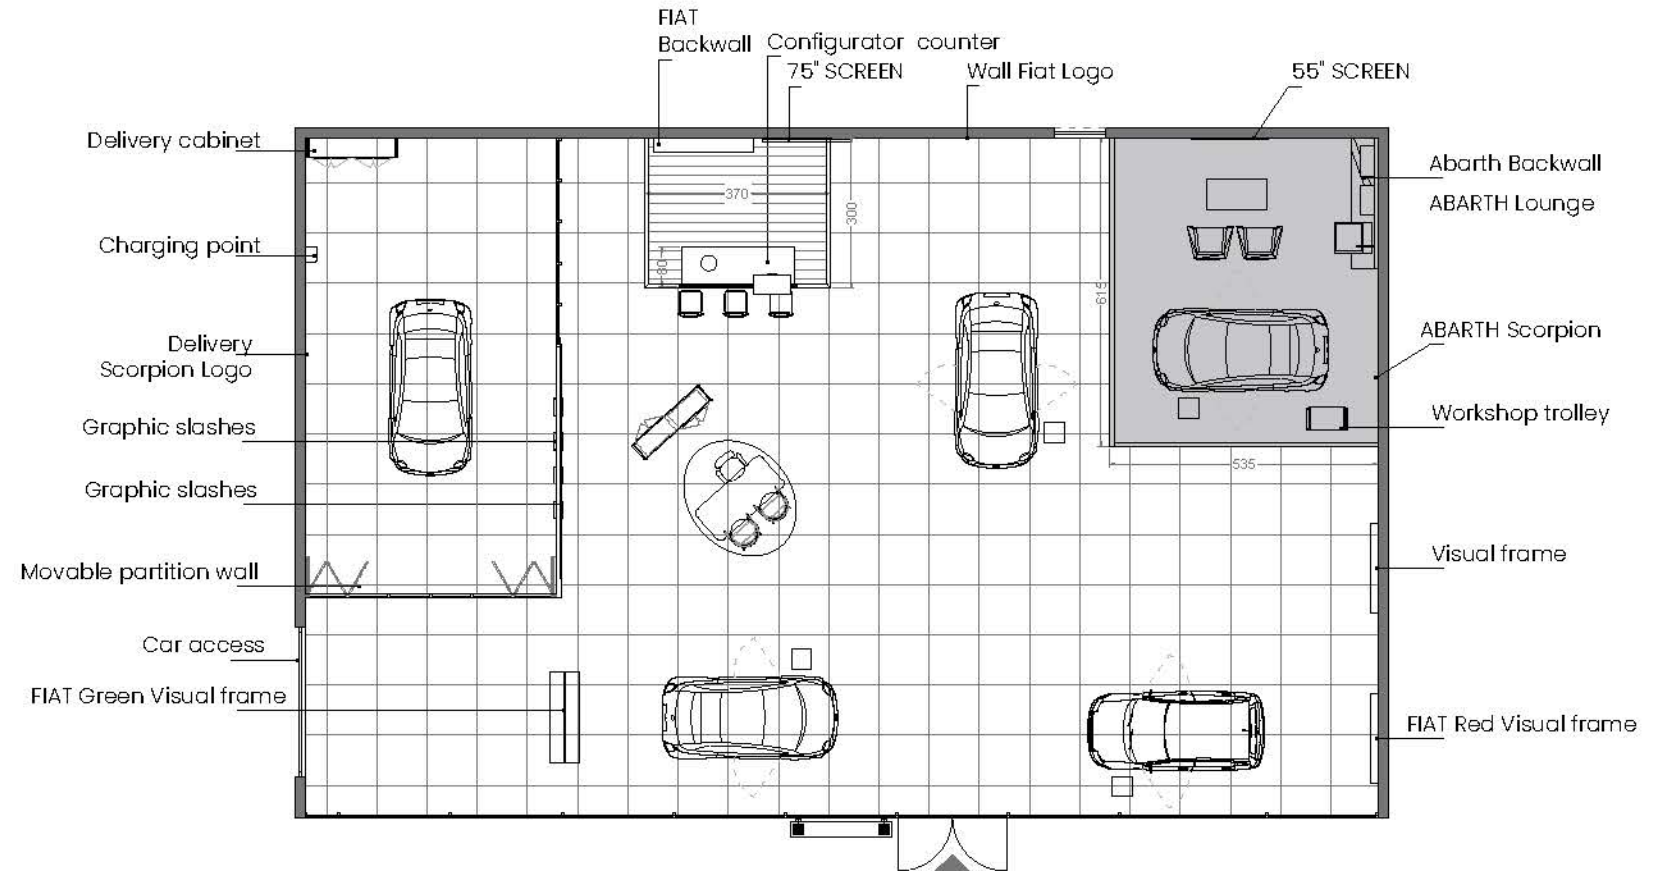 FIAT
Backwall
Configurator counter
75" SCREEN
Wall Fiat Logo
55" SCREEN
Delivery cabinet
Abarth Backwall
370
ABARTH Lounge
300
Charging point
80
615
Delivery
Scorpion Logo
ABARTH Scorpion
Graphic slashes
Workshop trolley
535
Graphic slashes
Visual frame
Movable partition wall
Car access
FIAT Green Visual frame
FIAT Red Visual frame